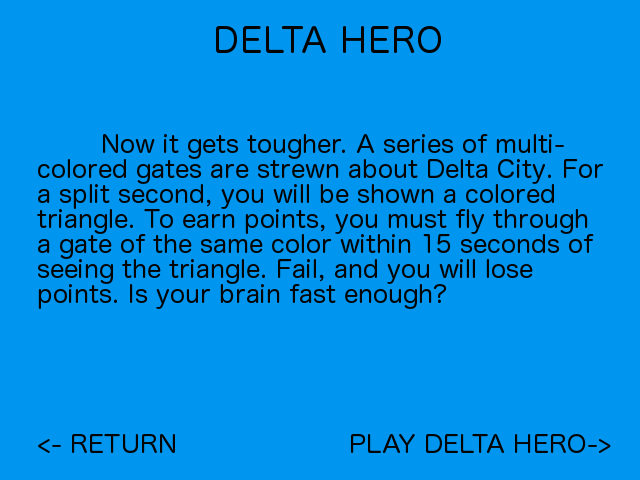 DELTA HERO
Now it gets tougher. A series of multi-
colored gates are strewn about Delta City. For
a split second, you will be shown a colored
triangle. To earn points, you must fly through
a gate of the same color within 15 seconds of
seeing the triangle. Fail, and you will lose
points. Is your brain fast enough?
<- RETURN
PLAY DELTA HERO->